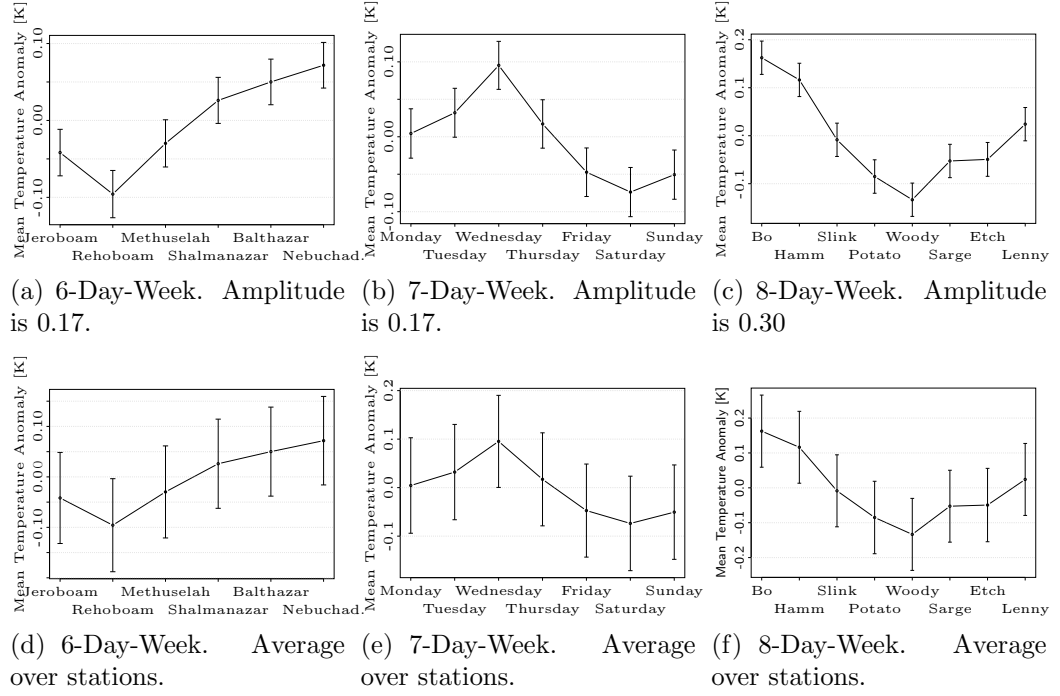 Mean Temperature Anomaly [K]
0.10
0.00
-0.10
Jeroboam Methuselah Balthazar
Rehoboam Shalmanazar Nebuchad.
(a) 6-Day-Week. Amplitude
is 0.17.
Mean Temperature Anomaly [K]
0.10
0.00
-0.10
Monday Wednesday Friday Sunday
Tuesday Thursday Saturday
(b) 7-Day-Week. Amplitude
is 0.17.
Mean Temperature Anomaly [K]
0.2
0.1
0.0
-0.1
Bo Slink Woody Etch
Hamm Potato Sarge Lenny
(c) 8-Day-Week. Amplitude
is 0.30
Mean Temperature Anomaly [K]
0.10
0.00
-0.10
Jeroboam Methuselah Balthazar
Rehoboam Shalmanazar Nebuchad.
(d) 6-Day-Week. Average
over stations.
Mean Temperature Anomaly [K]
0.2
0.1
0.0
-0.1
Monday Wednesday Friday Sunday
Tuesday Thursday Saturday
(e) 7-Day-Week. Average
over stations.
Mean Temperature Anomaly [K]
0.2
0.1
0.0
-0.1
-0.2
Bo Slink Woody Etch
Hamm Potato Sarge Lenny
(f) 8-Day-Week. Average
over stations.